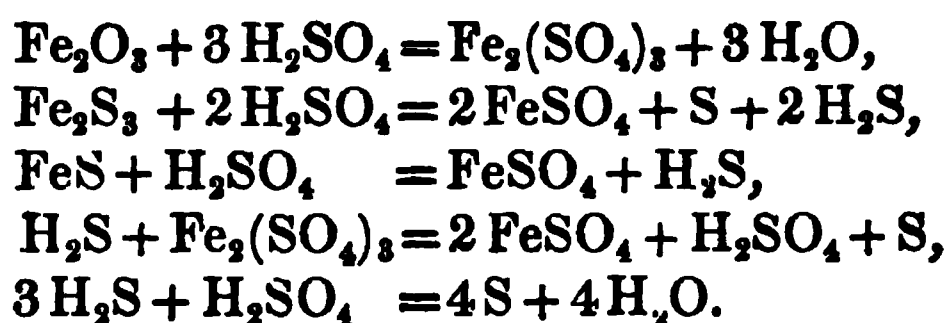 Fe₂O₃ + 3 H₂SO₄ = Fe₂(SO₄)₃ + 3 H₂O,
Fe₂S₃ + 2 H₂SO₄ = 2 FeSO₄ + S + 2 H₂S,
FeS + H₂SO₄ = FeSO₄ + H₂S,
H₂S + Fe₂(SO₄)₃ = 2 FeSO₄ + H₂SO₄ + S,
3 H₂S + H₂SO₄ = 4 S + 4 H₂O.